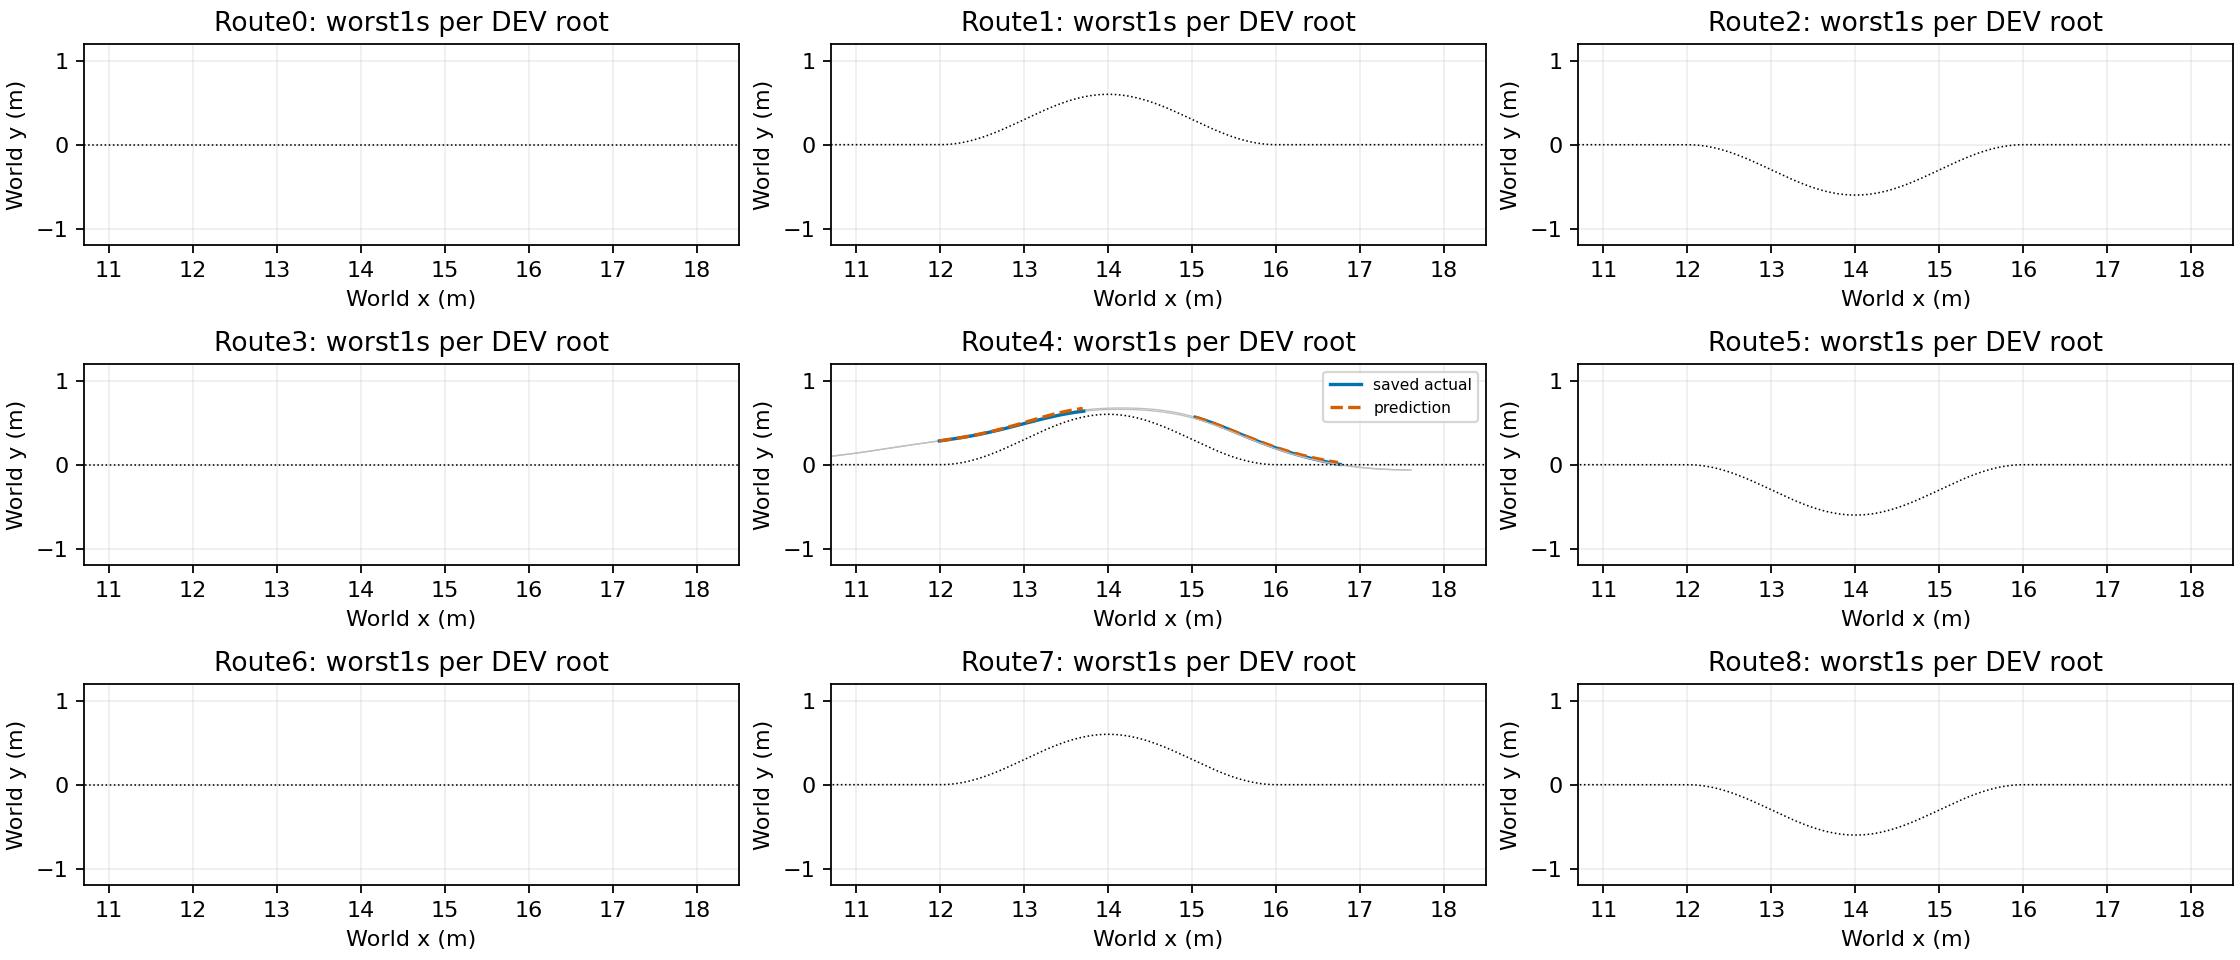 Route0: worst1s per DEV root
Route1: worst1s per DEV root
Route2: worst1s per DEV root
World y (m)
1
0
−1
11 12 13 14 15 16 17 18
World x (m)
World y (m)
1
0
−1
11 12 13 14 15 16 17 18
World x (m)
World y (m)
1
0
−1
11 12 13 14 15 16 17 18
World x (m)
Route3: worst1s per DEV root
Route4: worst1s per DEV root
Route5: worst1s per DEV root
World y (m)
1
0
−1
11 12 13 14 15 16 17 18
World x (m)
World y (m)
1
0
−1
saved actual
prediction
11 12 13 14 15 16 17 18
World x (m)
World y (m)
1
0
−1
11 12 13 14 15 16 17 18
World x (m)
Route6: worst1s per DEV root
Route7: worst1s per DEV root
Route8: worst1s per DEV root
World y (m)
1
0
−1
11 12 13 14 15 16 17 18
World x (m)
World y (m)
1
0
−1
11 12 13 14 15 16 17 18
World x (m)
World y (m)
1
0
−1
11 12 13 14 15 16 17 18
World x (m)